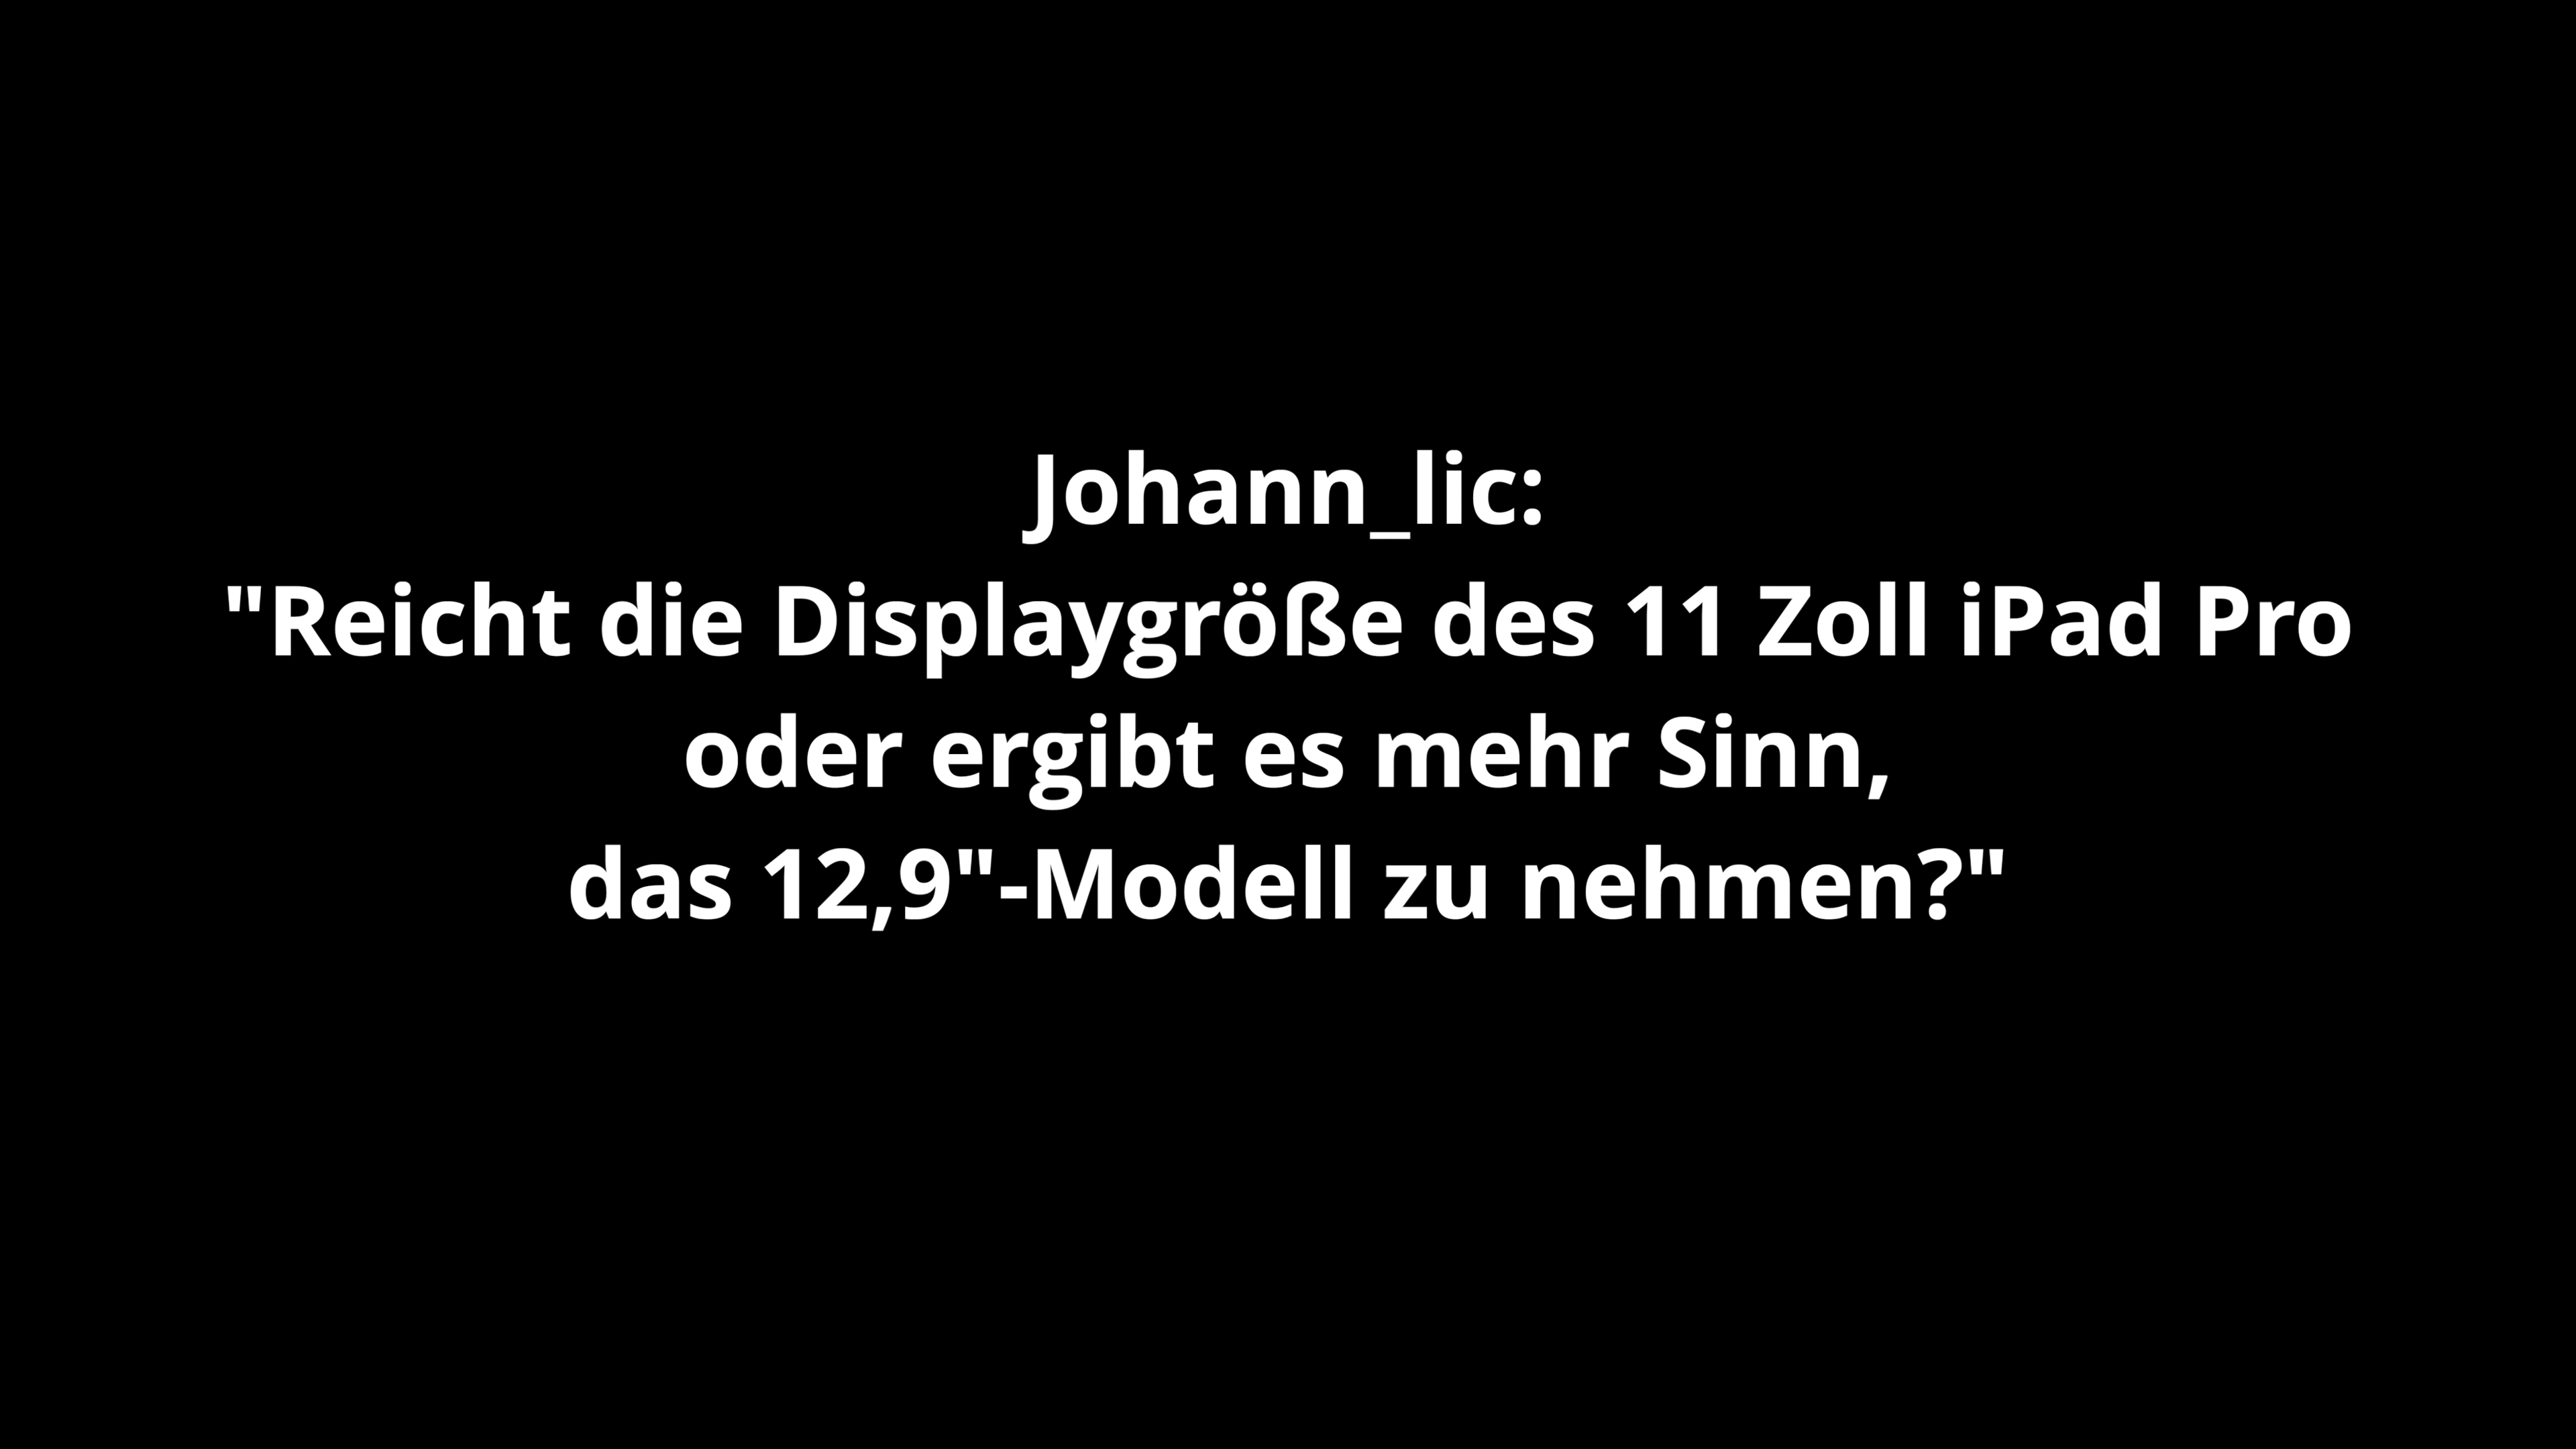 Johann_lic:
"Reicht die Displaygröße des 11 Zoll iPad Pro
oder ergibt es mehr Sinn,
das 12,9"-Modell zu nehmen?"